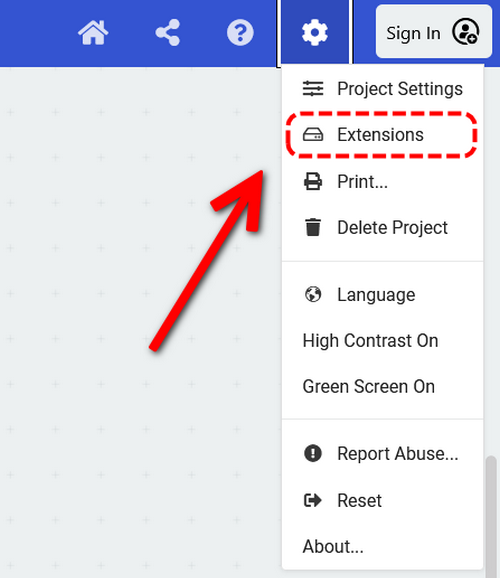 Sign In
Project Settings
Extensions
Print...
Delete Project
Language
High Contrast On
Green Screen On
Report Abuse...
Reset
About...